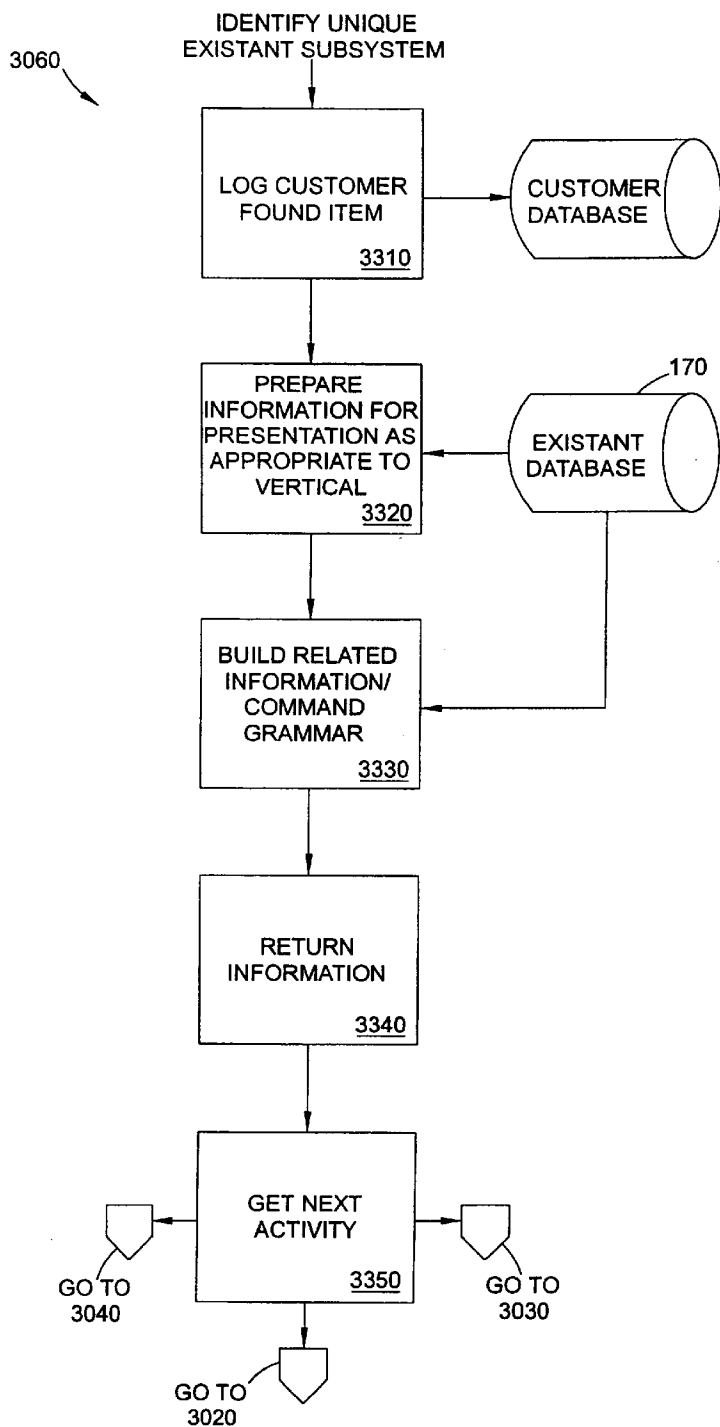 IDENTIFY UNIQUE
EXISTANT SUBSYSTEM
3060
LOG CUSTOMER
FOUND ITEM
3310
CUSTOMER
DATABASE
PREPARE
INFORMATION FOR
PRESENTATION AS
APPROPRIATE TO
VERTICAL
3320
170
EXISTANT
DATABASE
BUILD RELATED
INFORMATION/
COMMAND
GRAMMAR
3330
RETURN
INFORMATION
3340
GET NEXT
ACTIVITY
3350
GO TO
3040
GO TO
3030
GO TO
3020